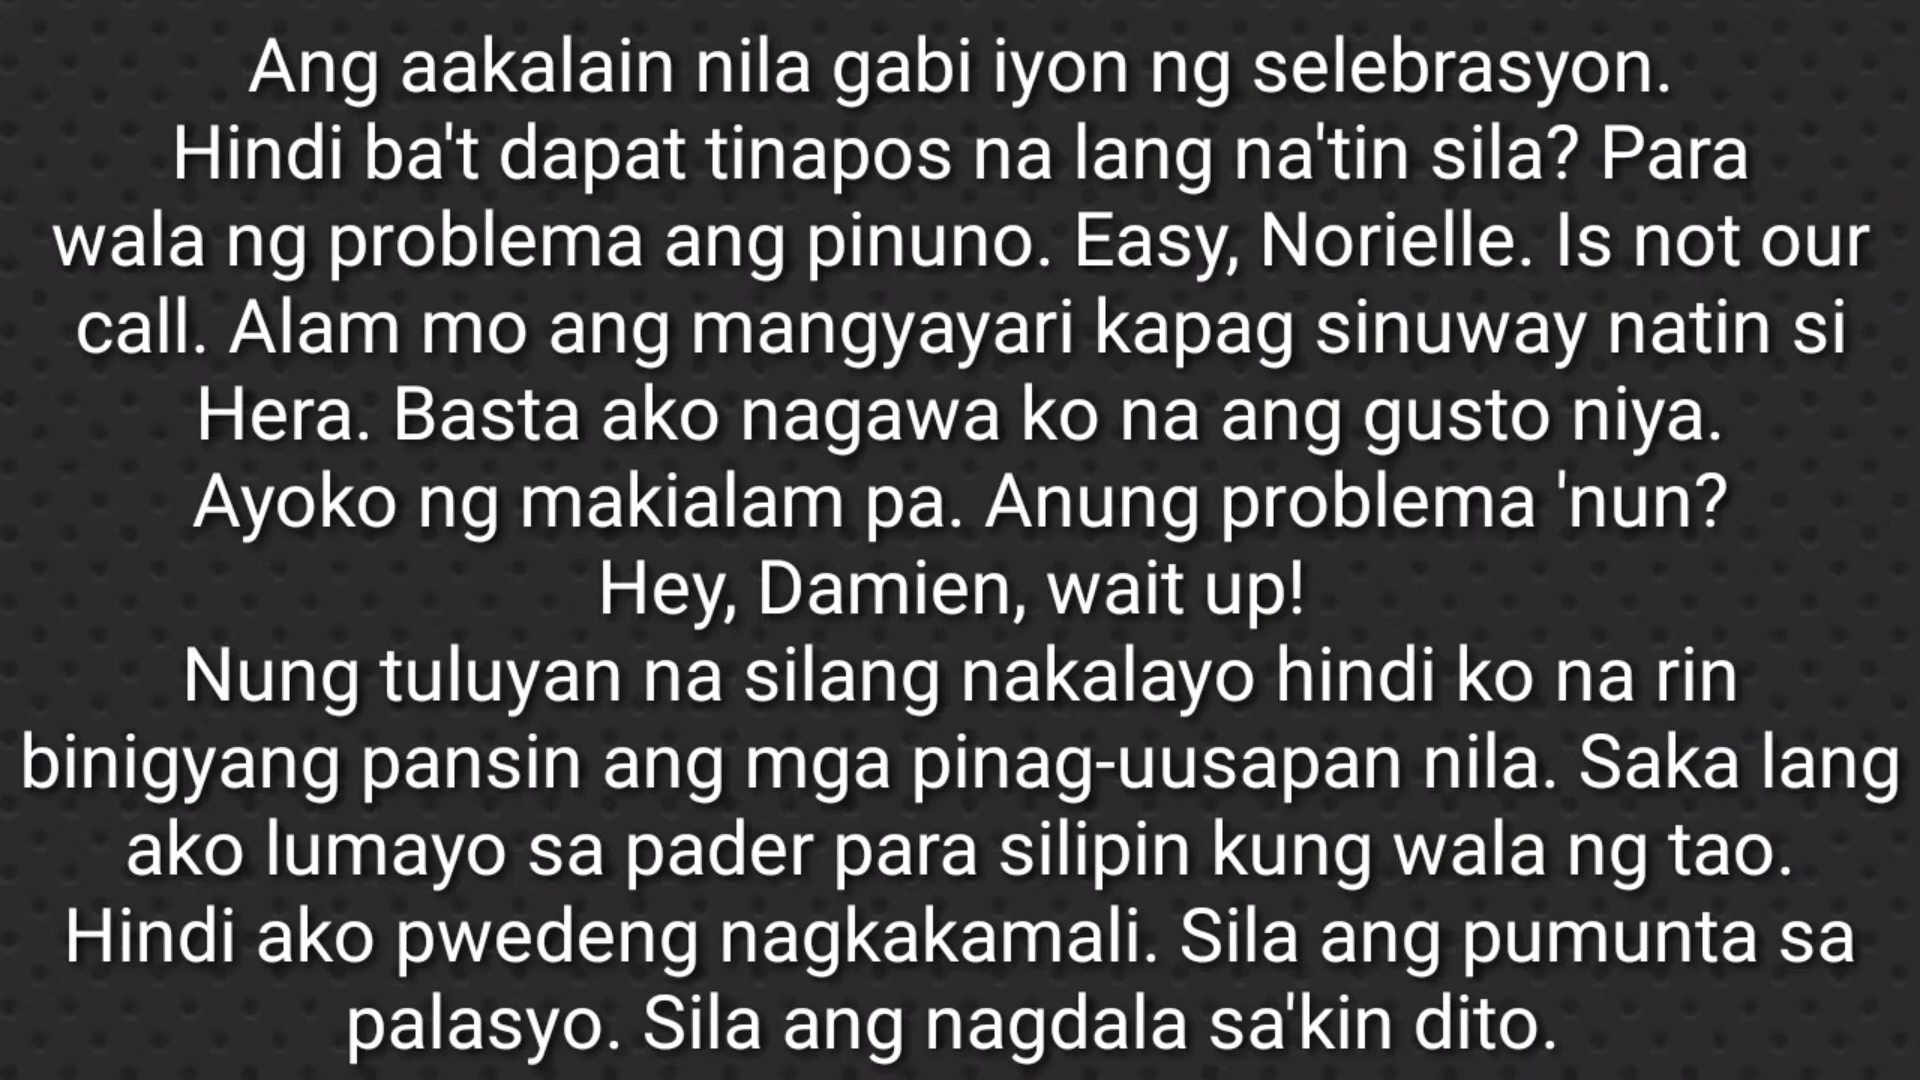 Ang aakalain nila gabi iyon ng selebrasyon.
Hindi ba't dapat tinapos na lang na'tin sila? Para
wala ng problema ang pinuno. Easy, Norielle. Is not our
call. Alam mo ang mangyayari kapag sinuway natin si
Hera. Basta ako nagawa ko na ang gusto niya.
Ayoko ng makialam pa. Anung problema 'nun?
Hey, Damien, wait up!
Nung tuluyan na silang nakalayo hindi ko na rin
binigyang pansin ang mga pinag-uusapan nila. Saka lang
ako lumayo sa pader para silipin kung wala ng tao.
Hindi ako pwedeng nagkakamali. Sila ang pumunta sa
palasyo. Sila ang nagdala sa'kin dito.